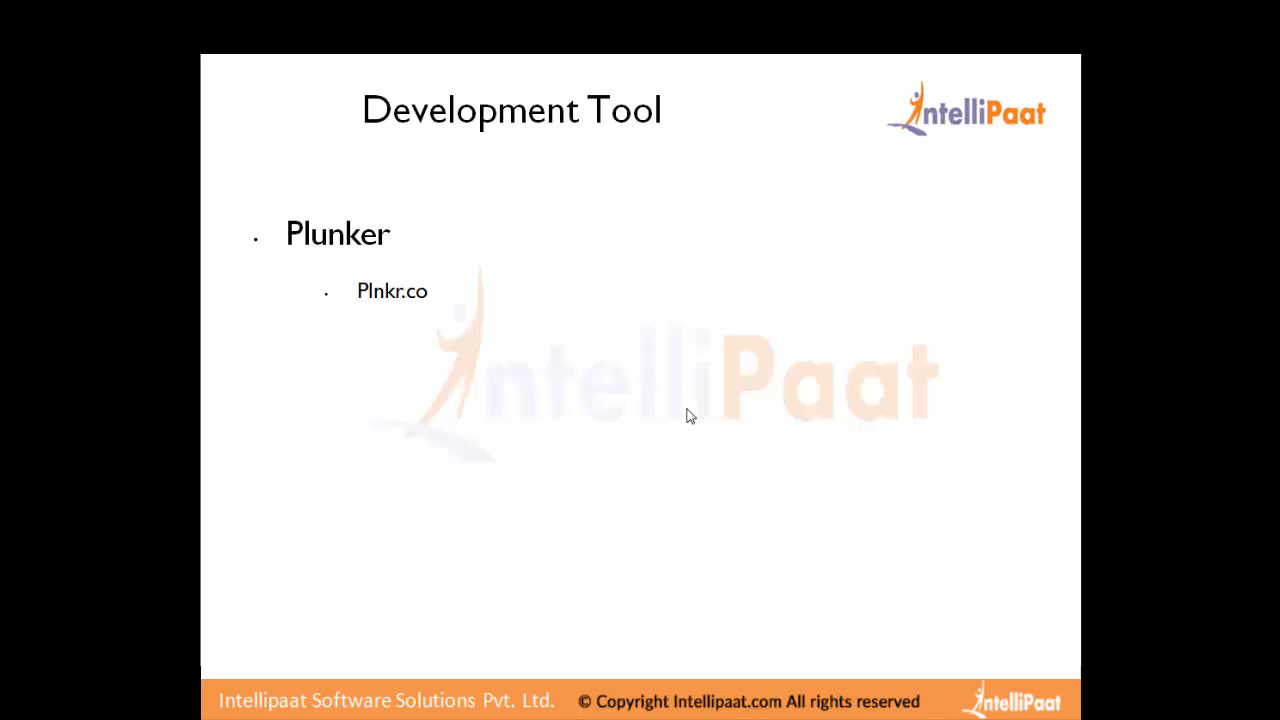 Development Tool
IntelliPaat
• Plunker
• Plnkr.co
IntelliPaat
Intellipaat Software Solutions Pvt. Ltd. © Copyright Intellipaat.com All rights reserved IntelliPaat